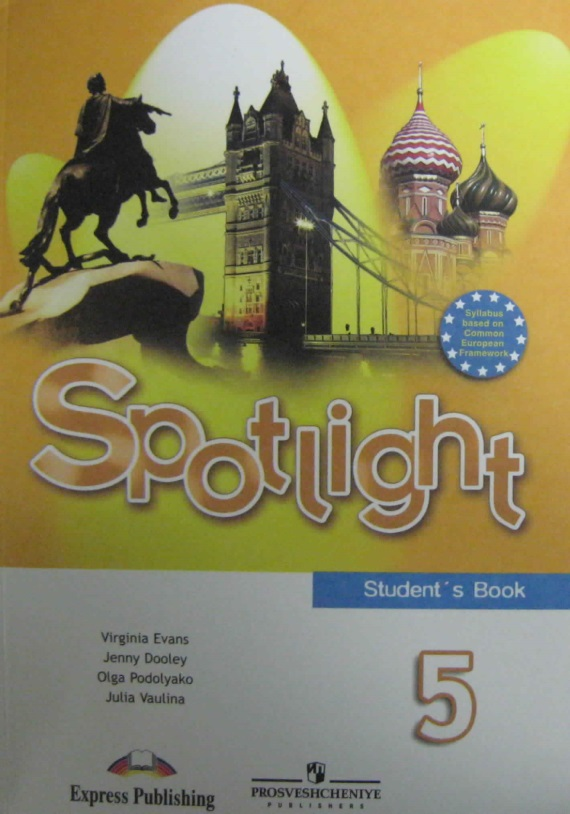 Syllabus
based on
Common
European
Framework
Spotlight
Student´s Book
Virginia Evans
Jenny Dooley
Olga Podolyako
Julia Vaulina
5
Express Publishing
PROSVESHCHENIYE
PUBLISHERS